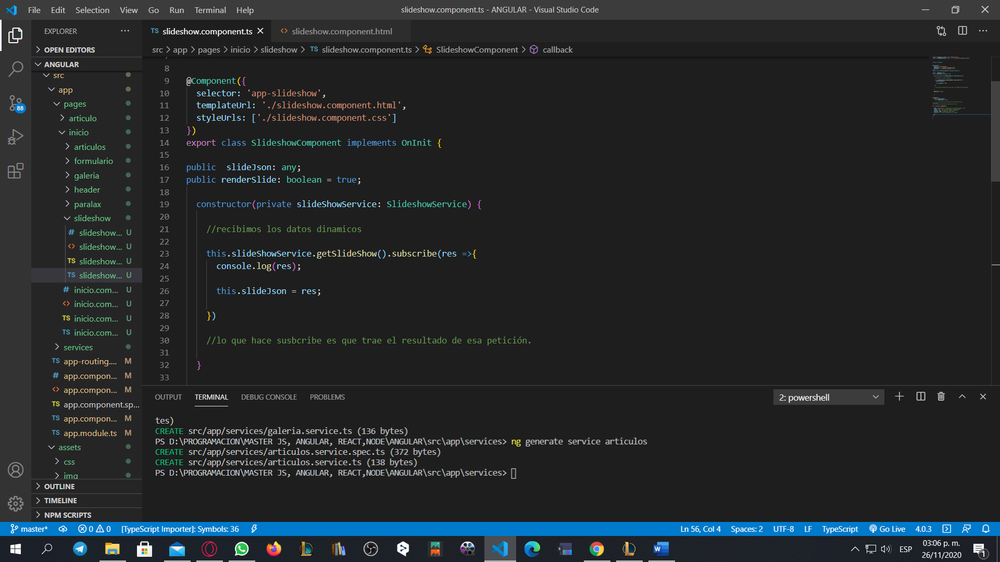 File Edit Selection View Go Run Terminal Help
slideshow.component.ts - ANGULAR - Visual Studio Code
EXPLORER
OPEN EDITORS
ANGULAR
src
app
pages
articulo
inicio
articulos
formulario
galeria
header
paralax
slideshow
# slideshow... U
<> slideshow... U
TS slideshow... U
TS slideshow... U
# inicio.com... U
<> inicio.com... U
TS inicio.com... U
TS inicio.com... U
services
TS app-routing.... M
# app.compon... M
<> app.compon... M
TS app.component.sp...
TS app.compon... M
TS app.module.ts M
assets
css
img
OUTLINE
TIMELINE
NPM SCRIPTS
88
TS slideshow.component.ts
<> slideshow.component.html
src > app > pages > inicio > slideshow > TS slideshow.component.ts > SlideshowComponent > callback
8
9 @Component({
10 selector: 'app-slideshow',
11 templateUrl: './slideshow.component.html',
12 styleUrls: ['./slideshow.component.css']
13 })
14 export class SlideshowComponent implements OnInit {
15
16 public  slideJson: any;
17 public renderSlide: boolean = true;
18
19 constructor(private slideShowService: SlideshowService) {
20
21 //recibimos los datos dinamicos
22
23 this.slideShowService.getSlideShow().subscribe(res =>{
24 console.log(res);
25
26 this.slideJson = res;
27
28 })
29
30 //lo que hace susbcribe es que trae el resultado de esa petición.
31
32 }
33
OUTPUT TERMINAL DEBUG CONSOLE PROBLEMS
2: powershell
tes)
CREATE src/app/services/galeria.service.ts (136 bytes)
PS D:\PROGRAMACION\MASTER JS, ANGULAR, REACT,NODE\ANGULAR\src\app\services> ng generate service articulos
CREATE src/app/services/articulos.service.spec.ts (372 bytes)
CREATE src/app/services/articulos.service.ts (138 bytes)
PS D:\PROGRAMACION\MASTER JS, ANGULAR, REACT,NODE\ANGULAR\src\app\services>
master* 0 0 [TypeScript Importer]: Symbols: 36
Ln 56, Col 4 Spaces: 2 UTF-8 LF TypeScript Go Live 4.0.3
ESP
03:06 p. m.
26/11/2020
1